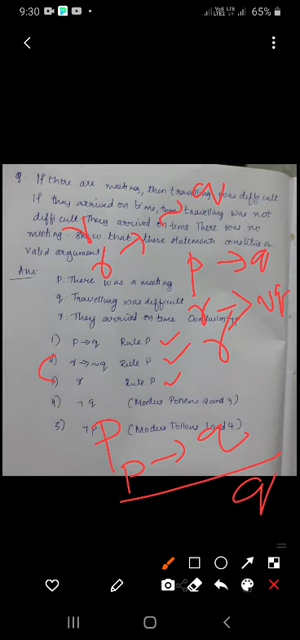 9:30
65%
Q. If there are meeting, then travelling was difficult
If they arrived on time, then travelling was not
difficult. They arrived on time. There was no
meeting. Show that these statements constitutes a
valid argument.
q
r
r
p → q
r → ~q
r
Ans:
P: There was a meeting
q: Travelling was difficult
r: They arrived on time
1) P→q Rule P
2) r→~q Rule P
3) r Rule P
4) ¬q (Modus Ponens 2 and 3)
5) ¬P (Modus Tollens 1 and 4)
P
P → q
q